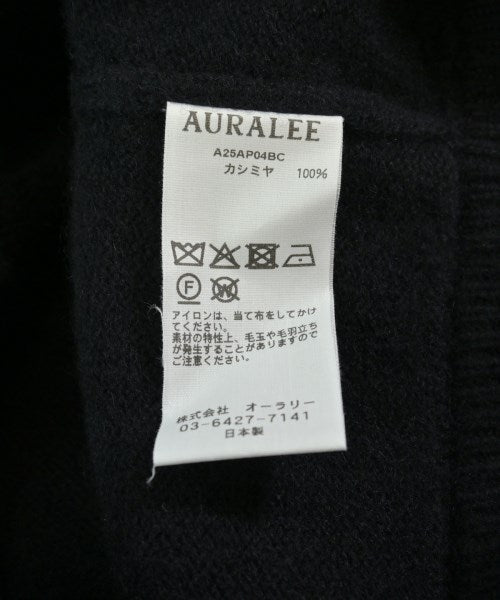 AURALEE
A25AP04BC
カシミヤ 100%
F W
アイロンは、当て布をしてかけ
てください。
素材の特性上、毛玉や毛羽立ち
が発生することがありますので
ご注意ください。
株式会社 オーラリー
03-6427-7141
日本製